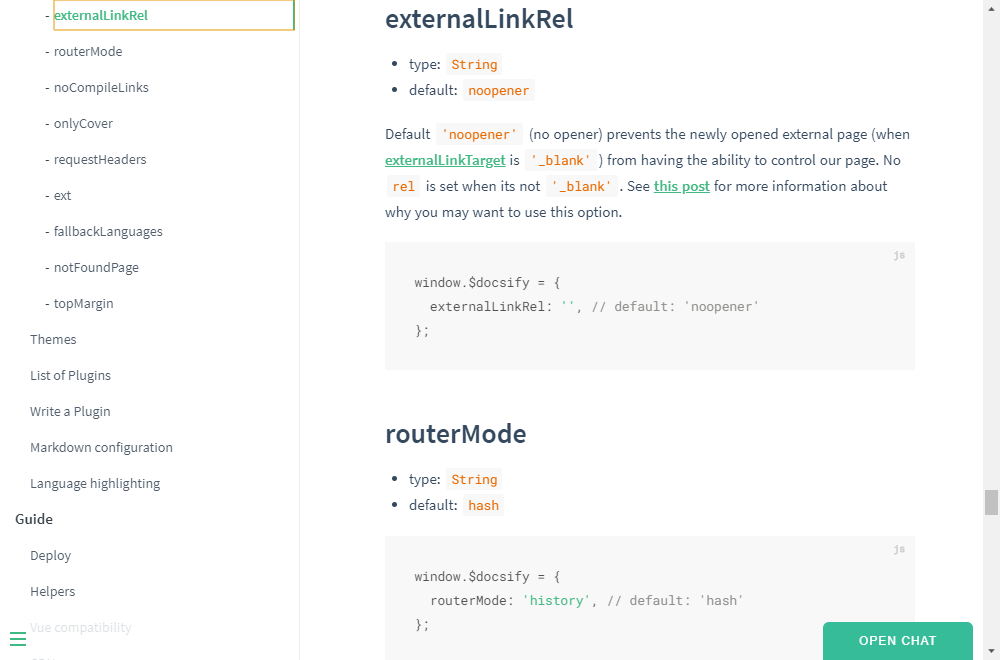 - externalLinkRel
- routerMode
- noCompileLinks
- onlyCover
- requestHeaders
- ext
- fallbackLanguages
- notFoundPage
- topMargin
Themes
List of Plugins
Write a Plugin
Markdown configuration
Language highlighting
Guide
Deploy
Helpers
Vue compatibility
externalLinkRel
• type: String
• default: noopener
Default 'noopener' (no opener) prevents the newly opened external page (when
externalLinkTarget is '_blank' ) from having the ability to control our page. No
rel is set when its not '_blank' . See this post for more information about
why you may want to use this option.
js
window.$docsify = {
  externalLinkRel: '', // default: 'noopener'
};
routerMode
• type: String
• default: hash
js
window.$docsify = {
  routerMode: 'history', // default: 'hash'
};
OPEN CHAT